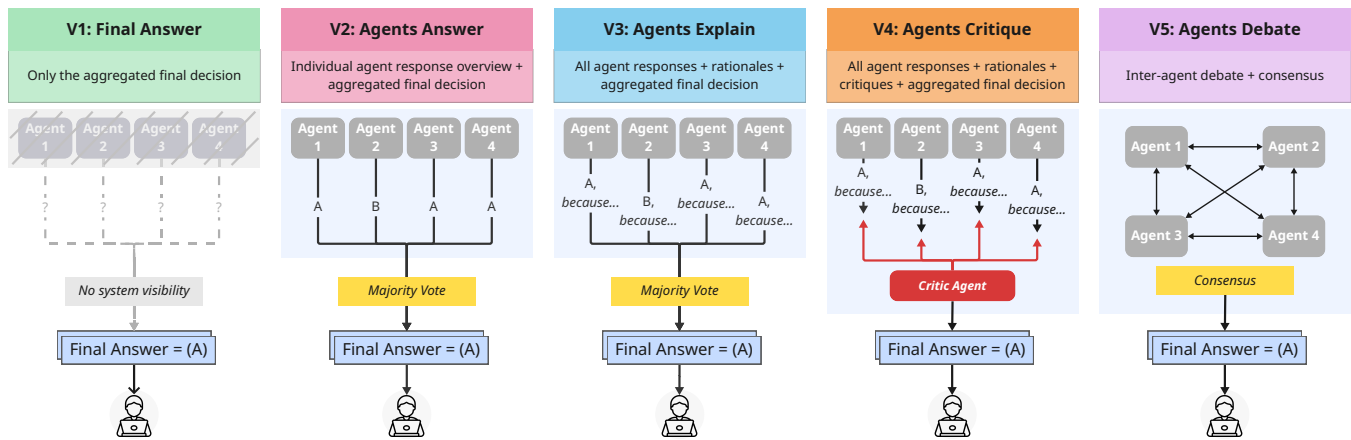 V1: Final Answer
Only the aggregated final decision
Agent
1
Agent
2
Agent
3
Agent
4
?
?
?
?
No system visibility
Final Answer = (A)
V2: Agents Answer
Individual agent response overview +
aggregated final decision
Agent
1
Agent
2
Agent
3
Agent
4
A
B
A
A
Majority Vote
Final Answer = (A)
V3: Agents Explain
All agent responses + rationales +
aggregated final decision
Agent
1
Agent
2
Agent
3
Agent
4
A,
because...
B,
because...
A,
because...
A,
because...
Majority Vote
Final Answer = (A)
V4: Agents Critique
All agent responses + rationales +
critiques + aggregated final decision
Agent
1
Agent
2
Agent
3
Agent
4
A,
because...
B,
because...
A,
because...
A,
because...
Critic Agent
Final Answer = (A)
V5: Agents Debate
Inter-agent debate + consensus
Agent 1
Agent 2
Agent 3
Agent 4
Consensus
Final Answer = (A)